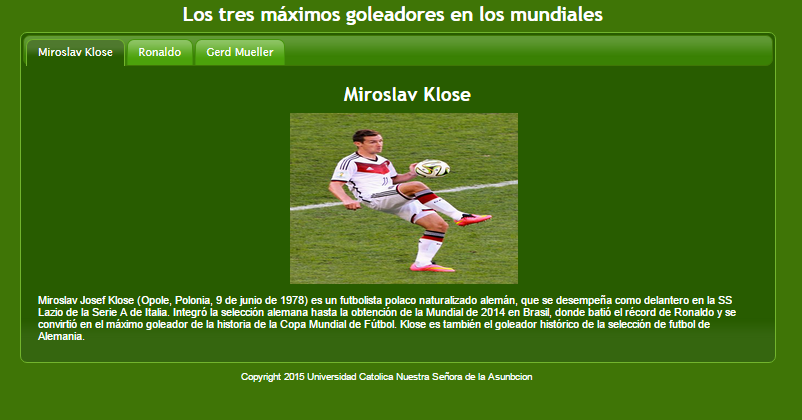 Los tres máximos goleadores en los mundiales
Miroslav Klose
Ronaldo
Gerd Mueller
Miroslav Klose
Miroslav Josef Klose (Opole, Polonia, 9 de junio de 1978) es un futbolista polaco naturalizado alemán, que se desempeña como delantero en la SS
Lazio de la Serie A de Italia. Integró la selección alemana hasta la obtención de la Mundial de 2014 en Brasil, donde batió el récord de Ronaldo y se
convirtió en el máximo goleador de la historia de la Copa Mundial de Fútbol. Klose es también el goleador histórico de la selección de futbol de
Alemania.
Copyright 2015 Universidad Catolica Nuestra Señora de la Asunbcion